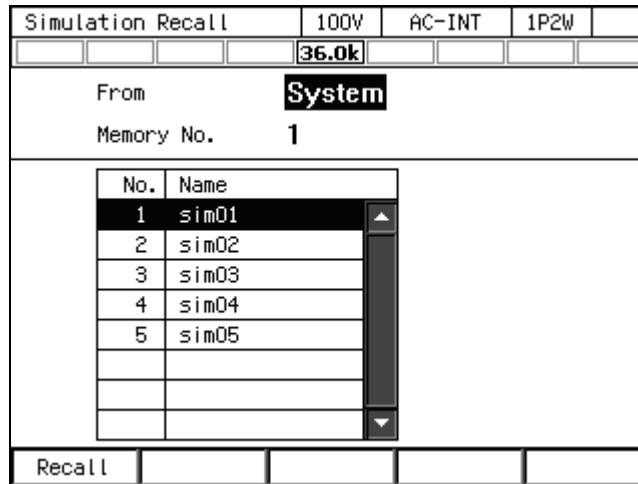 Simulation Recall 100V AC-INT 1P2W
36.0k
From System
Memory No. 1
No. Name
1 sim01
2 sim02
3 sim03
4 sim04
5 sim05
Recall